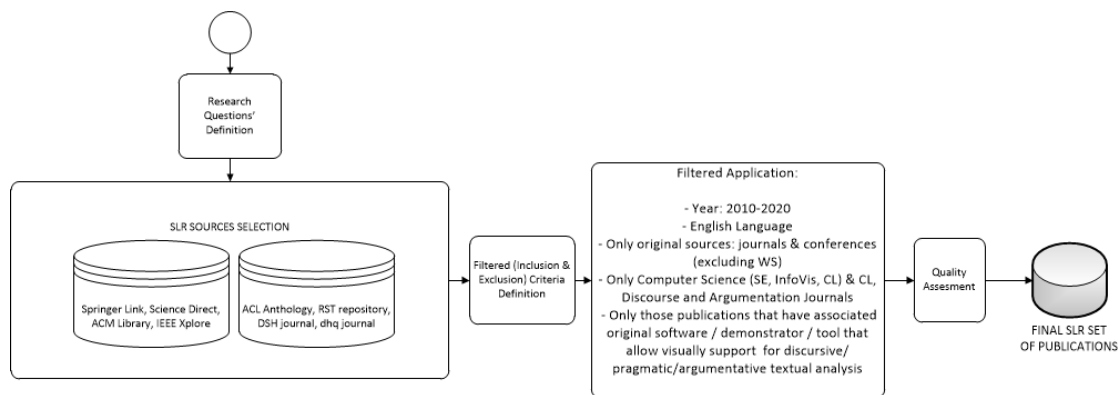 Research
Questions'
Definition
SLR SOURCES SELECTION
Springer Link, Science Direct,
ACM Library, IEEE Xplore
ACL Anthology, RST repository,
DSH journal, dhq journal
Filtered (Inclusion &
Exclusion) Criteria
Definition
Filtered Application:
- Year: 2010-2020
- English Language
- Only original sources: journals & conferences
(excluding WS)
- Only Computer Science (SE, InfoVis, CL) & CL,
Discourse and Argumentation Journals
- Only those publications that have associated
original software / demonstrator / tool that
allow visually support for discursive/
pragmatic/argumentative textual analysis
Quality
Assesment
FINAL SLR SET
OF PUBLICATIONS